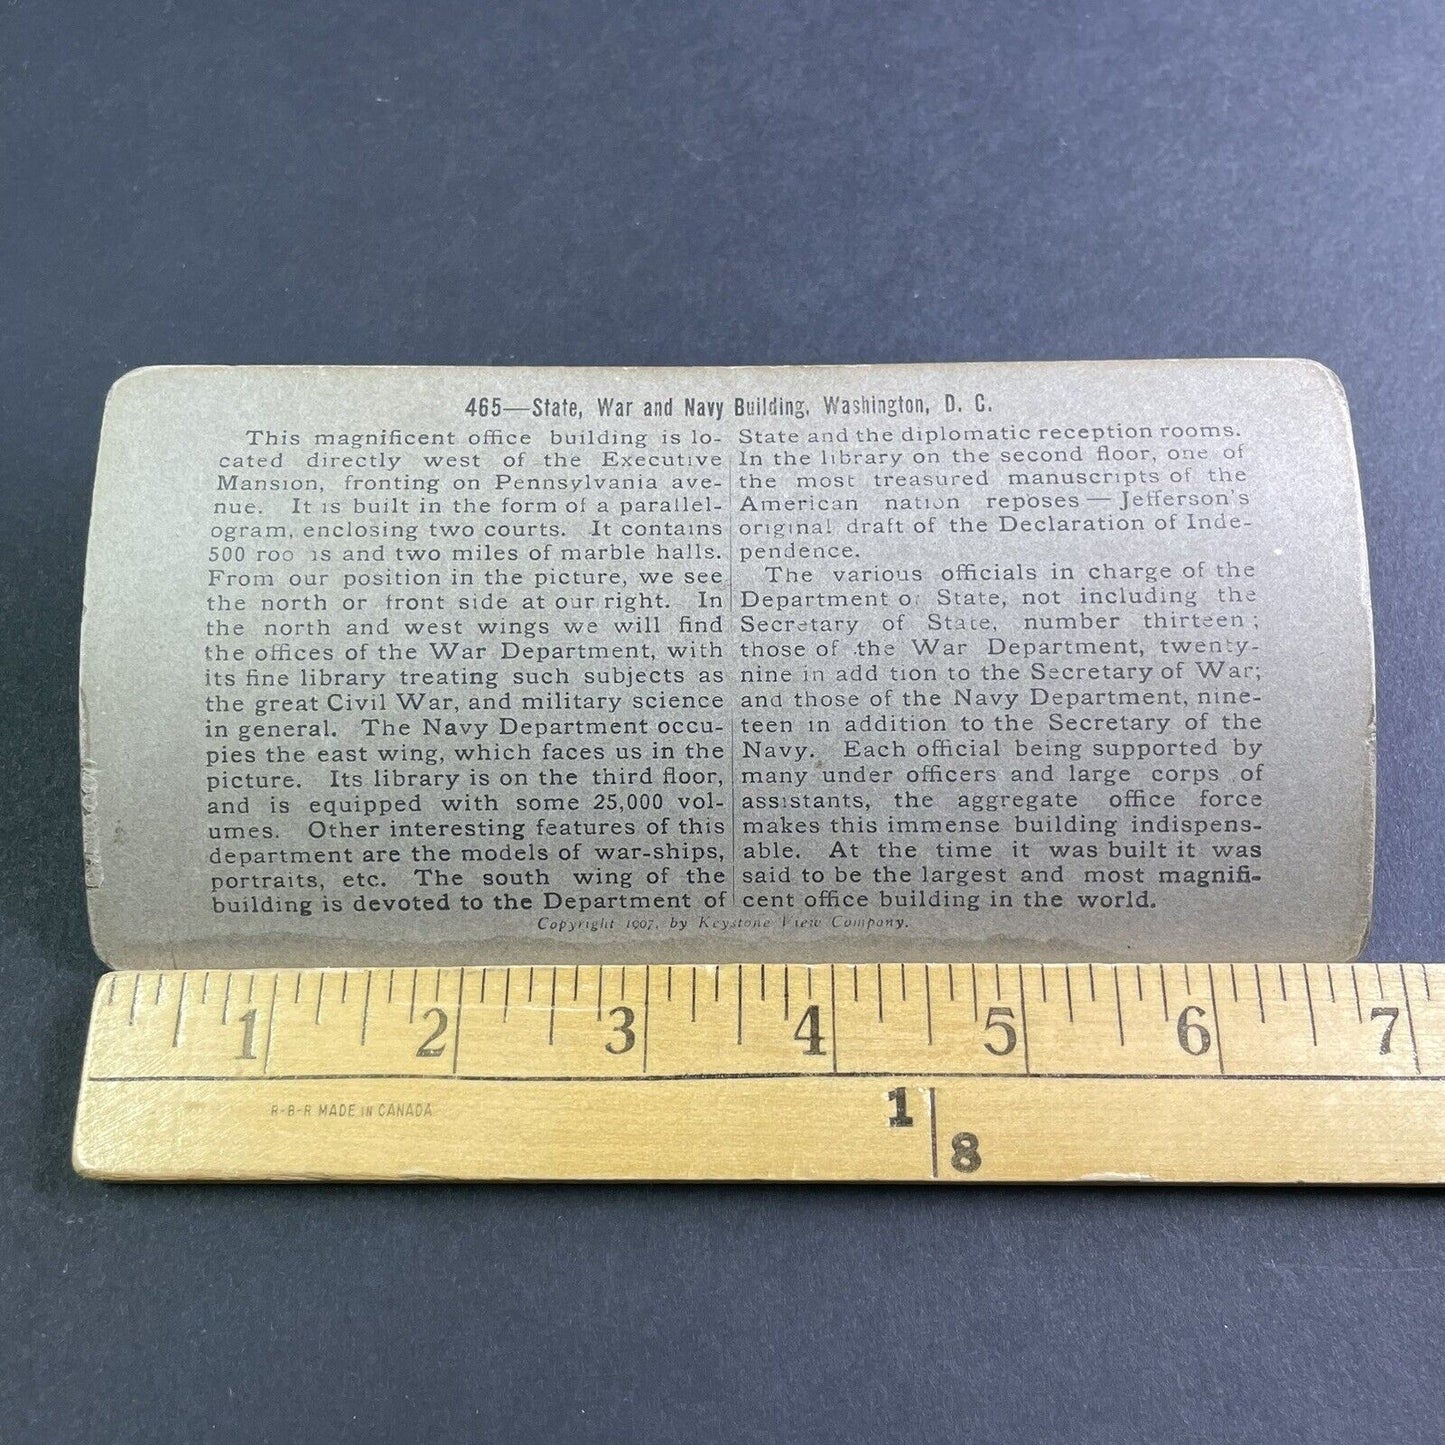 465—State, War and Navy Building, Washington, D. C.
This magnificent office building is lo-
cated directly west of the Executive
Mansion, fronting on Pennsylvania ave-
nue. It is built in the form of a parallel-
ogram, enclosing two courts. It contains
500 roo is and two miles of marble halls.
From our position in the picture, we see
the north or front side at our right. In
the north and west wings we will find
the offices of the War Department, with
its fine library treating such subjects as
the great Civil War, and military science
in general. The Navy Department occu-
pies the east wing, which faces us in the
picture. Its library is on the third floor,
and is equipped with some 25,000 vol-
umes. Other interesting features of this
department are the models of war-ships,
portraits, etc. The south wing of the
building is devoted to the Department of
State and the diplomatic reception rooms.
In the library on the second floor, one of
the most treasured manuscripts of the
American nation reposes — Jefferson's
original draft of the Declaration of Inde-
pendence.
The various officials in charge of the
Department of State, not including the
Secretary of State, number thirteen;
those of the War Department, twenty-
nine in add tion to the Secretary of War;
and those of the Navy Department, nine-
teen in addition to the Secretary of the
Navy. Each official being supported by
many under officers and large corps of
assistants, the aggregate office force
makes this immense building indispens-
able. At the time it was built it was
said to be the largest and most magnifi-
cent office building in the world.
Copyright 1907, by Keystone View Company.
1 2 3 4 5 6 7
R-B-R MADE IN CANADA
1
8